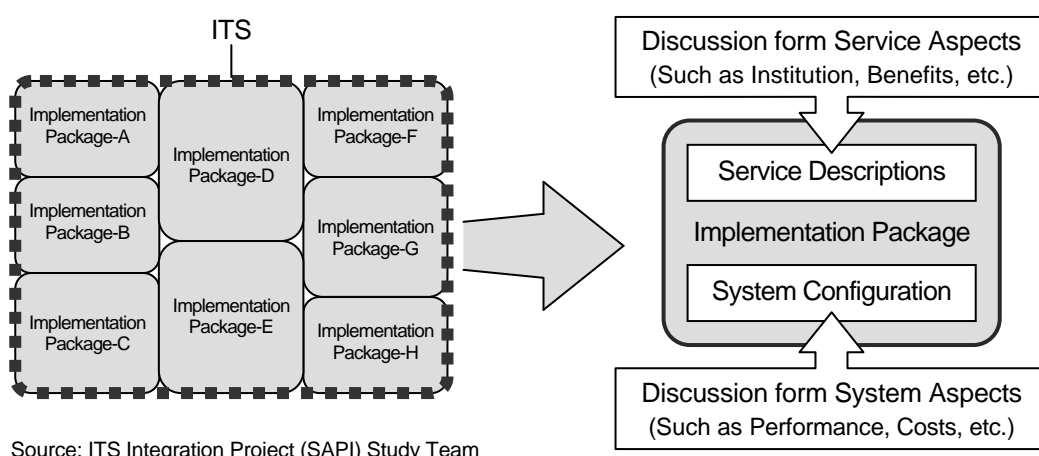 ITS
Implementation
Package-A
Implementation
Package-B
Implementation
Package-C
Implementation
Package-D
Implementation
Package-E
Implementation
Package-F
Implementation
Package-G
Implementation
Package-H
Discussion form Service Aspects
(Such as Institution, Benefits, etc.)
Service Descriptions
Implementation Package
System Configuration
Discussion form System Aspects
(Such as Performance, Costs, etc.)
Source: ITS Integration Project (SAPI) Study Team